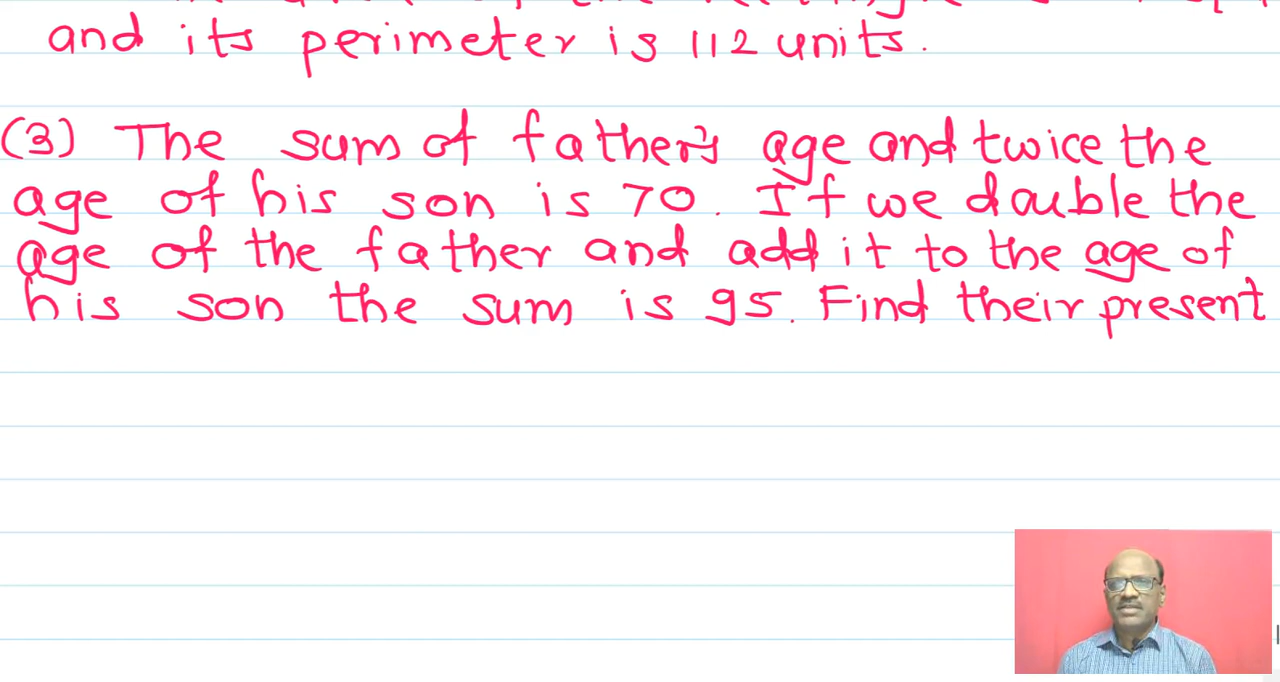 and its perimeter is 112 units.
(3) The sum of father's age and twice the
age of his son is 70. If we double the
age of the father and add it to the age of
his son the sum is 95. Find their present